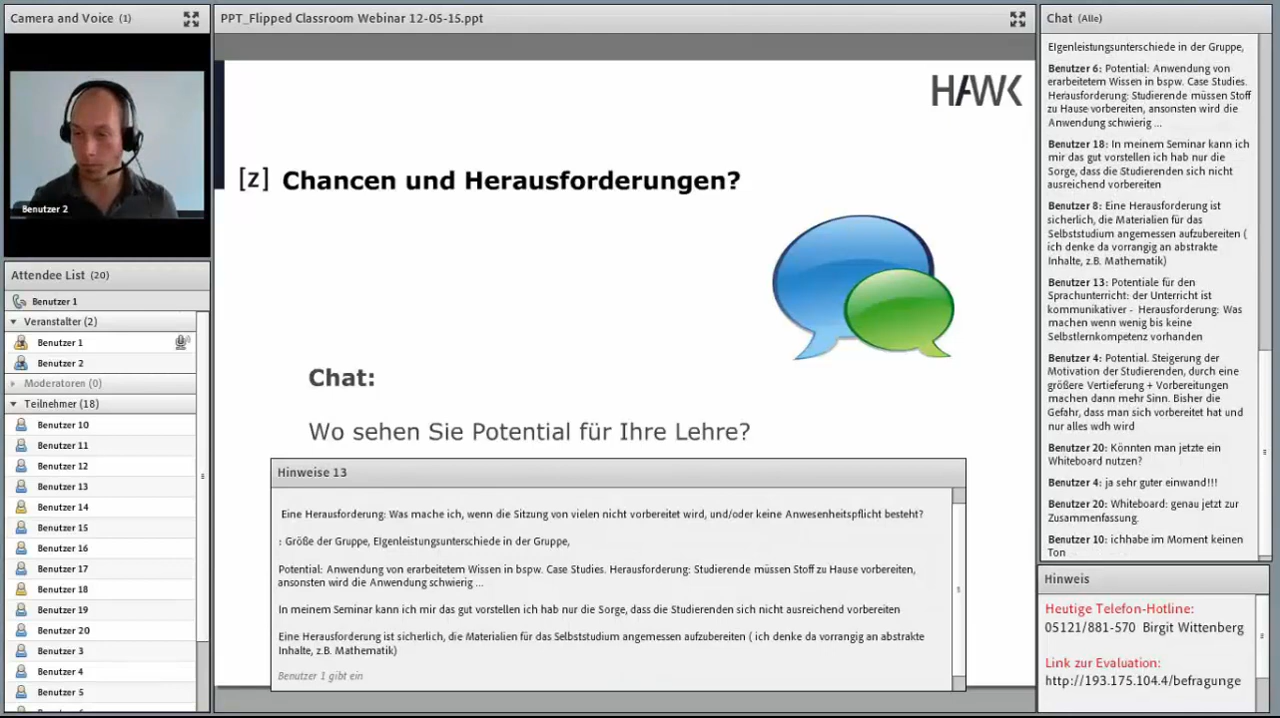 Camera and Voice (1)
Benutzer 2
Attendee List (20)
Benutzer 1
Veranstalter (2)
Benutzer 1
Benutzer 2
Moderatoren (0)
Teilnehmer (18)
Benutzer 10
Benutzer 11
Benutzer 12
Benutzer 13
Benutzer 14
Benutzer 15
Benutzer 16
Benutzer 17
Benutzer 18
Benutzer 19
Benutzer 20
Benutzer 3
Benutzer 4
Benutzer 5
PPT_Flipped Classroom Webinar 12-05-15.ppt
HAWK
[z] Chancen und Herausforderungen?
Chat:
Wo sehen Sie Potential für Ihre Lehre?
Hinweise 13
Eine Herausforderung: Was mache ich, wenn die Sitzung von vielen nicht vorbereitet wird, und/oder keine Anwesenheitspflicht besteht?
: Größe der Gruppe, EIgenleistungsunterschiede in der Gruppe,
Potential: Anwendung von erarbeitetem Wissen in bspw. Case Studies. Herausforderung: Studierende müssen Stoff zu Hause vorbereiten,
ansonsten wird die Anwendung schwierig ...
In meinem Seminar kann ich mir das gut vorstellen ich hab nur die Sorge, dass die Studierenden sich nicht ausreichend vorbereiten
Eine Herausforderung ist sicherlich, die Materialien für das Selbststudium angemessen aufzubereiten ( ich denke da vorrangig an abstrakte
Inhalte, z.B. Mathematik)
Benutzer 1 gibt ein
Chat (Alle)
EIgenleistungsunterschiede in der Gruppe,
Benutzer 6: Potential: Anwendung von
erarbeitetem Wissen in bspw. Case Studies.
Herausforderung: Studierende müssen Stoff
zu Hause vorbereiten, ansonsten wird die
Anwendung schwierig ...
Benutzer 18: In meinem Seminar kann ich
mir das gut vorstellen ich hab nur die
Sorge, dass die Studierenden sich nicht
ausreichend vorbereiten
Benutzer 8: Eine Herausforderung ist
sicherlich, die Materialien für das
Selbststudium angemessen aufzubereiten (
ich denke da vorrangig an abstrakte
Inhalte, z.B. Mathematik)
Benutzer 13: Potentiale für den
Sprachunterricht: der Unterricht ist
kommunikativer - Herausforderung: Was
machen wenn wenig bis keine
Selbstlernkompetenz vorhanden
Benutzer 4: Potential. Steigerung der
Motivation der Studierenden, durch eine
größere Vertiefung + Vorbereitungen
machen dann mehr Sinn. Bisher die
Gefahr, dass man sich vorbereitet hat und
nur alles wdh wird
Benutzer 20: Könnten man jetzte ein
Whiteboard nutzen?
Benutzer 4: ja sehr guter einwand!!!
Benutzer 20: Whiteboard: genau jetzt zur
Zusammenfassung.
Benutzer 10: ichhabe im Moment keinen
Ton
Hinweis
Heutige Telefon-Hotline:
05121/881-570 Birgit Wittenberg
Link zur Evaluation:
http://193.175.104.4/befragunge